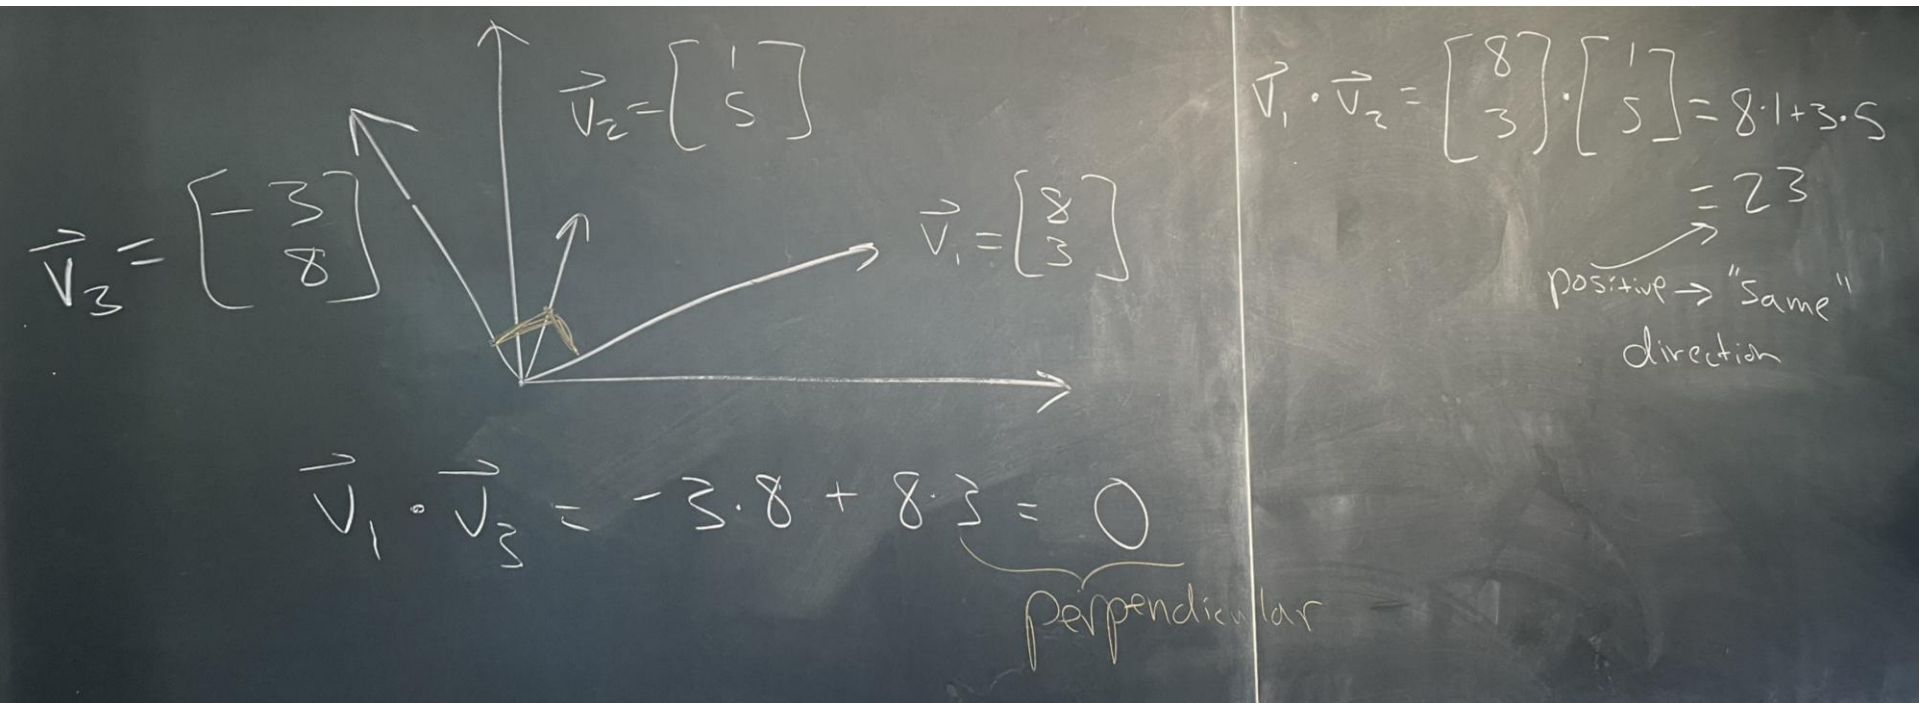 v⃗₂ = [1 5]
v⃗₃ = [-3 8]
v⃗₁ = [8 3]
v⃗₁ · v⃗₃ = -3·8 + 8·3 = 0
perpendicular
v⃗₁ · v⃗₂ = [8 3] · [1 5] = 8·1+3·5
= 23
positive → "same"
direction